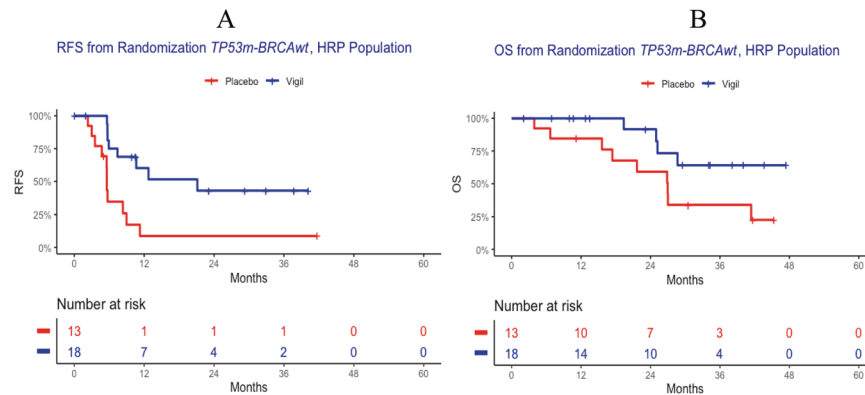 A
RFS from Randomization TP53m-BRCAwt, HRP Population
Placebo Vigil
100%
75%
50%
25%
0%
RFS
0 12 24 36 48 60
Months
Number at risk
13 1 1 1 0 0
18 7 4 2 0 0
0 12 24 36 48 60
Months
B
OS from Randomization TP53m-BRCAwt, HRP Population
Placebo Vigil
100%
75%
50%
25%
0%
OS
0 12 24 36 48 60
Months
Number at risk
13 10 7 3 0 0
18 14 10 4 0 0
0 12 24 36 48 60
Months